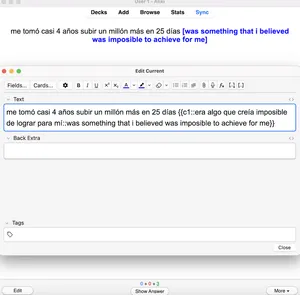 User 1 - Anki
Decks Add Browse Stats Sync
me tomó casi 4 años subir un millón más en 25 días [was something that i believed
was imposible to achieve for me]
Edit Current
Fields... Cards... B I U x² x₂ A
Text
me tomó casi 4 años subir un millón más en 25 días {{c1::era algo que creía imposible
de lograr para mí::was something that i believed was imposible to achieve for me}}
Back Extra
Tags
Close
0 + 0 + 3
Edit Show Answer More